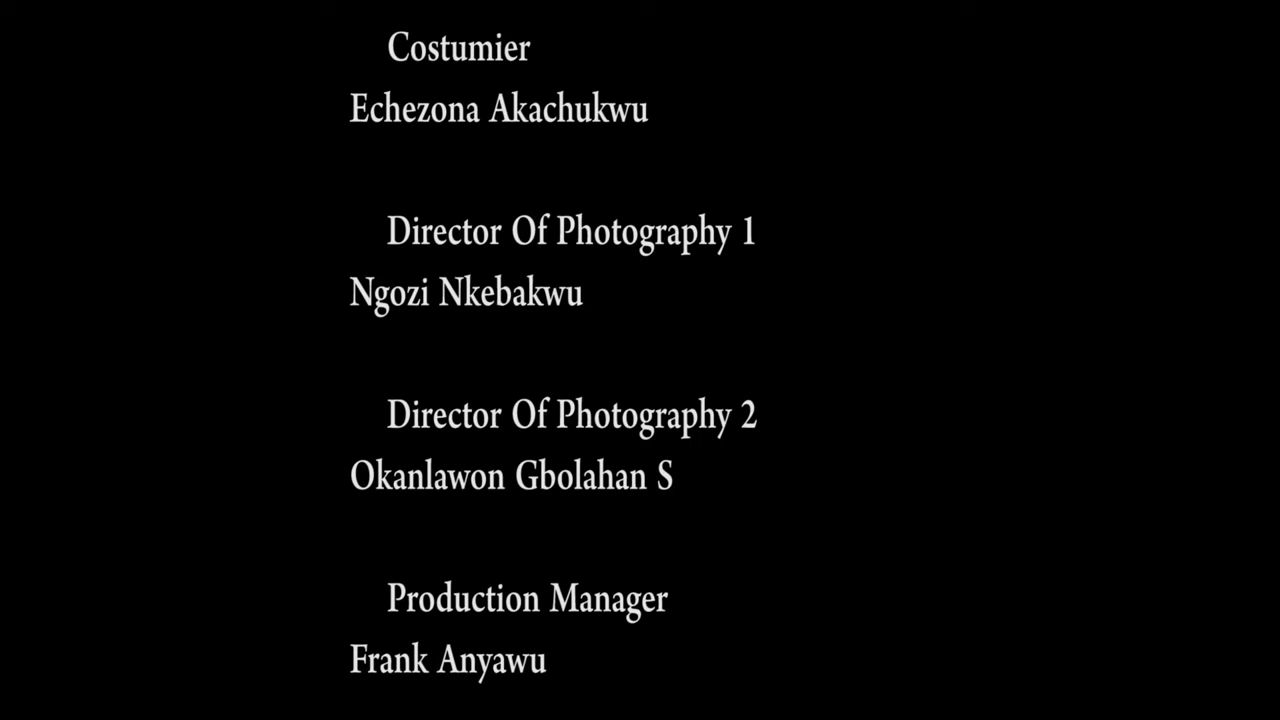 Costumier
Echezona Akachukwu
Director Of Photography 1
Ngozi Nkebakwu
Director Of Photography 2
Okanlawon Gbolahan S
Production Manager
Frank Anyawu